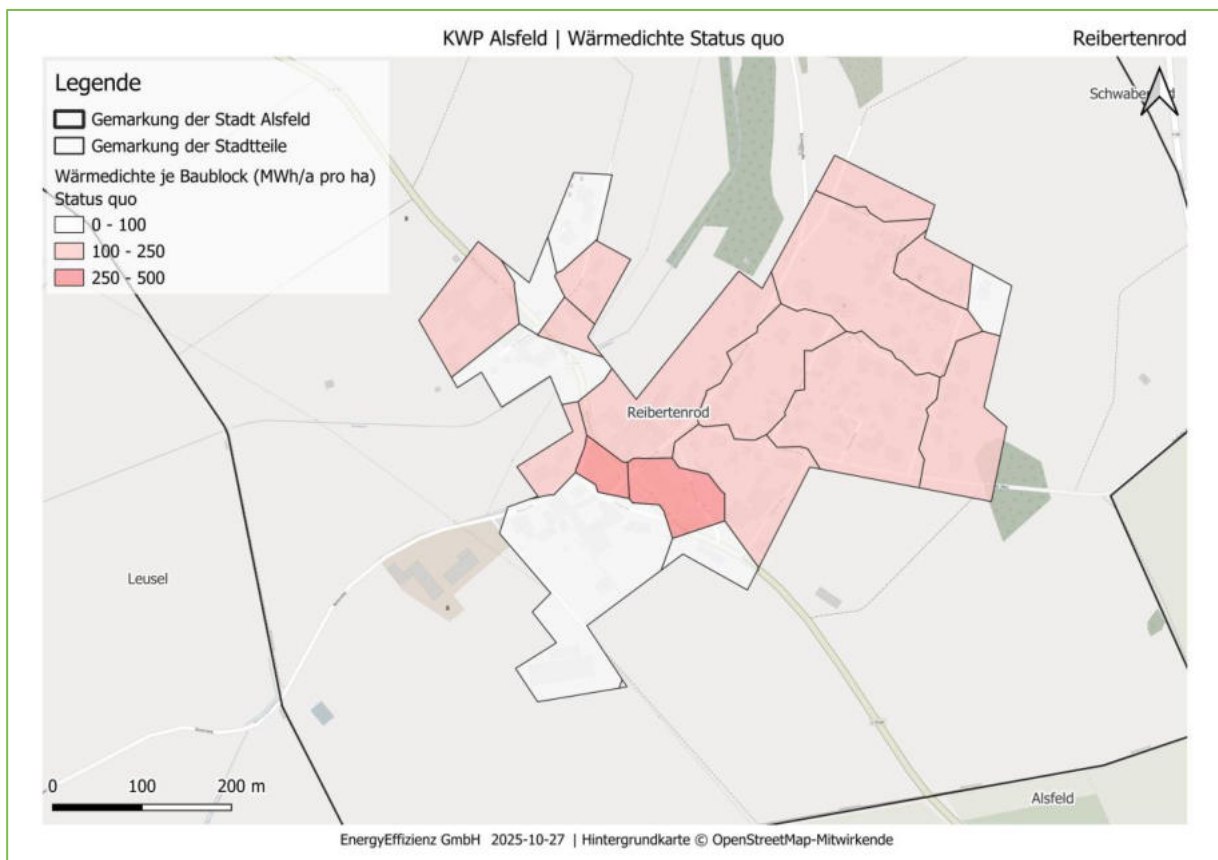 KWP Alsfeld | Wärmedichte Status quo
Reibertenrod
Legende
Gemarkung der Stadt Alsfeld
Gemarkung der Stadtteile
Wärmedichte je Baublock (MWh/a pro ha)
Status quo
0 - 100
100 - 250
250 - 500
Reibertenrod
Leusel
Alsfeld
0 100 200 m
EnergyEffizienz GmbH 2025-10-27 | Hintergrundkarte © OpenStreetMap-Mitwirkende